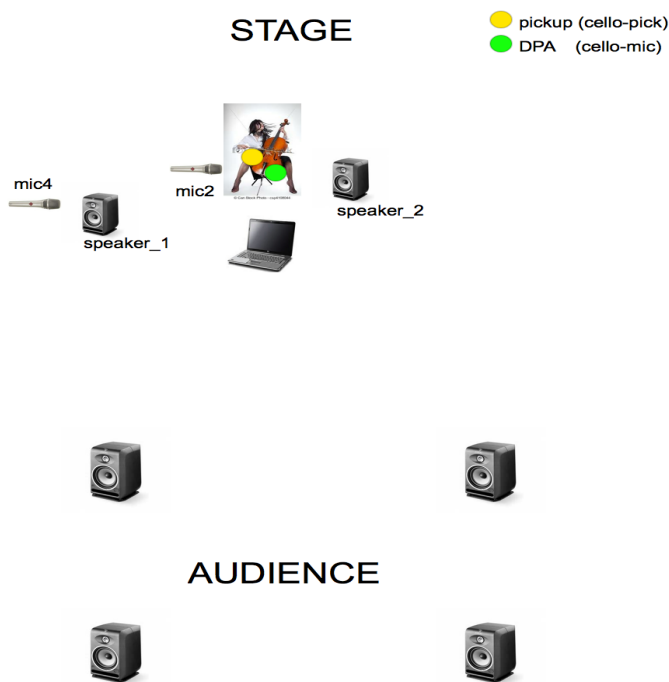 STAGE
pickup (cello-pick)
DPA (cello-mic)
mic4
mic2
speaker_1
speaker_2
AUDIENCE